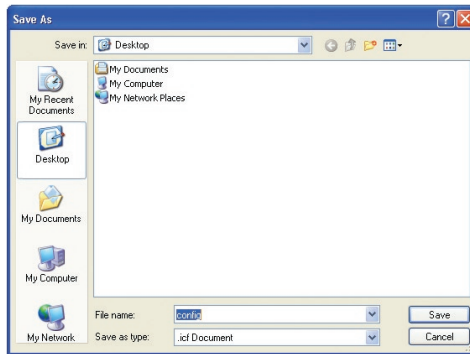 Save As
Save in: Desktop
My Recent
Documents
Desktop
My Documents
My Computer
My Network
My Documents
My Computer
My Network Places
File name: config Save
Save as type: .icf Document Cancel